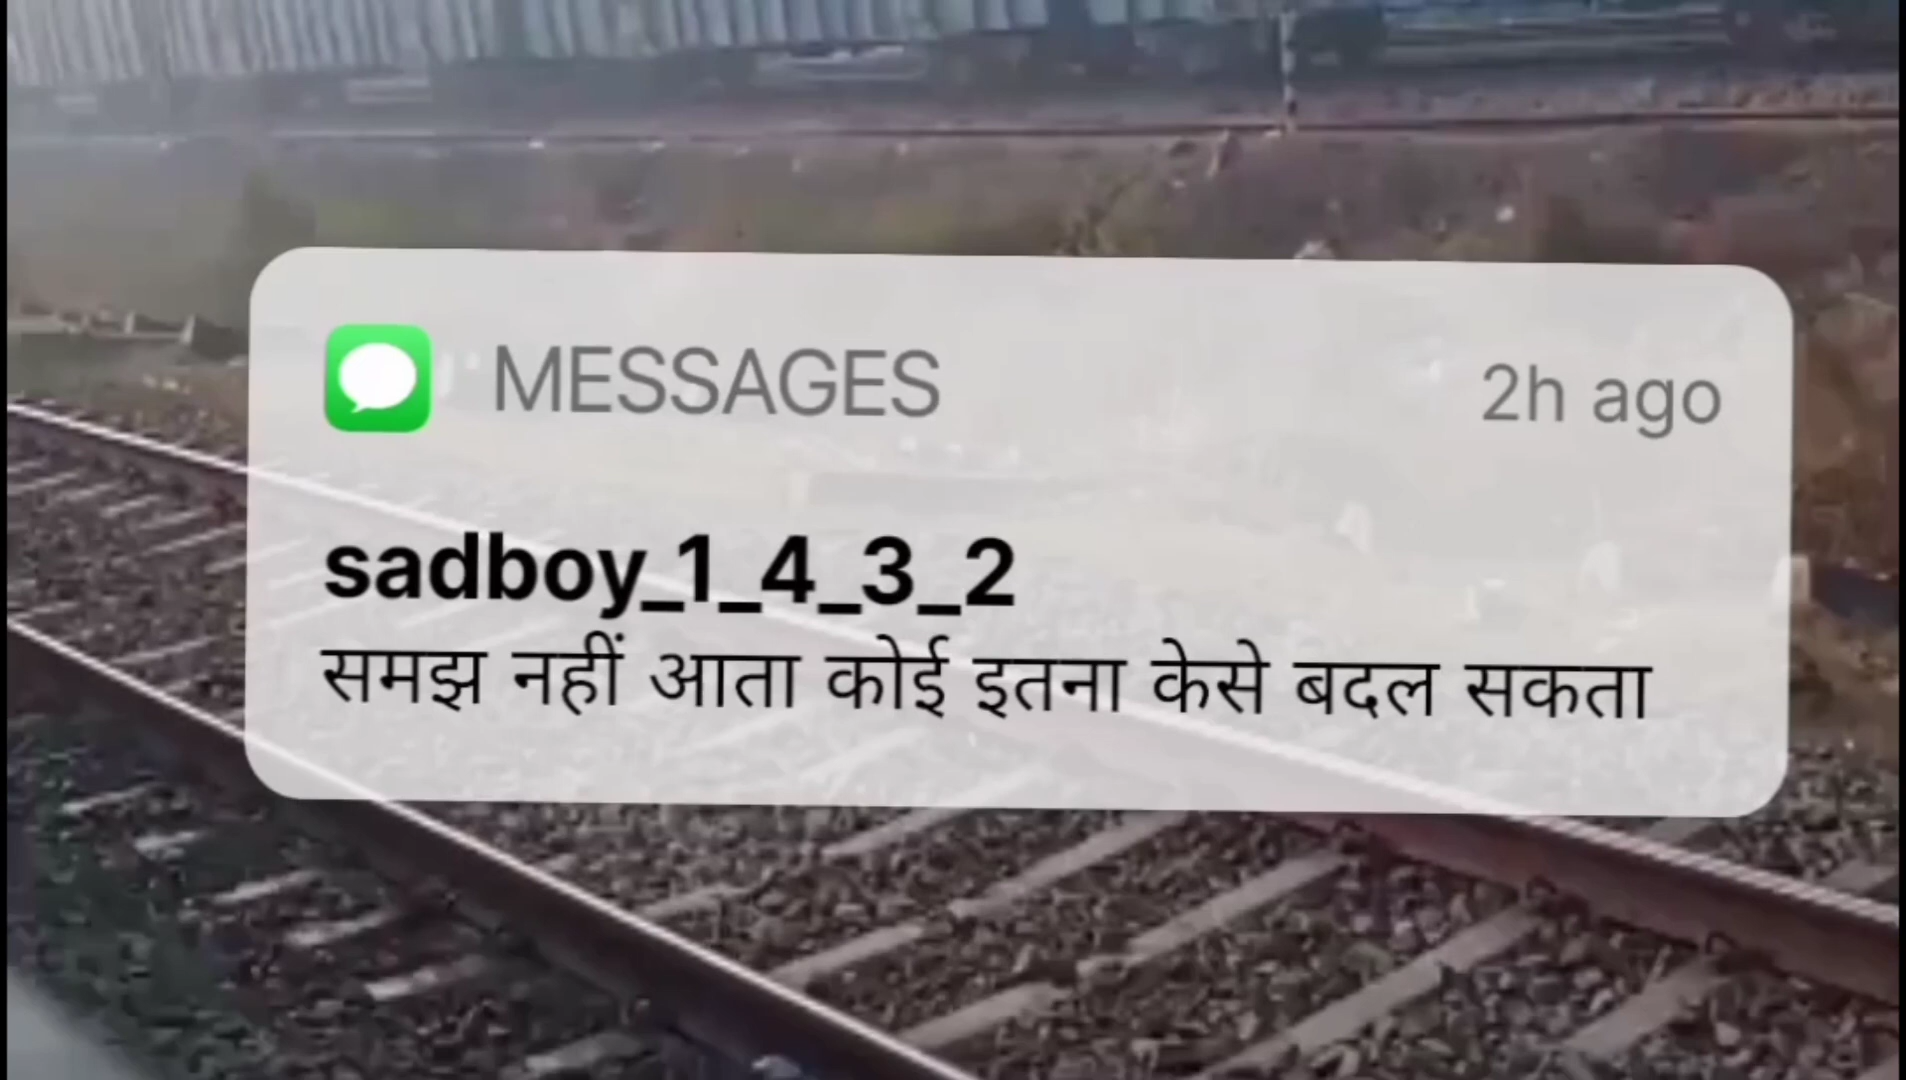 MESSAGES
2h ago
sadboy_1_4_3_2
समझ नहीं आता कोई इतना केसे बदल सकता